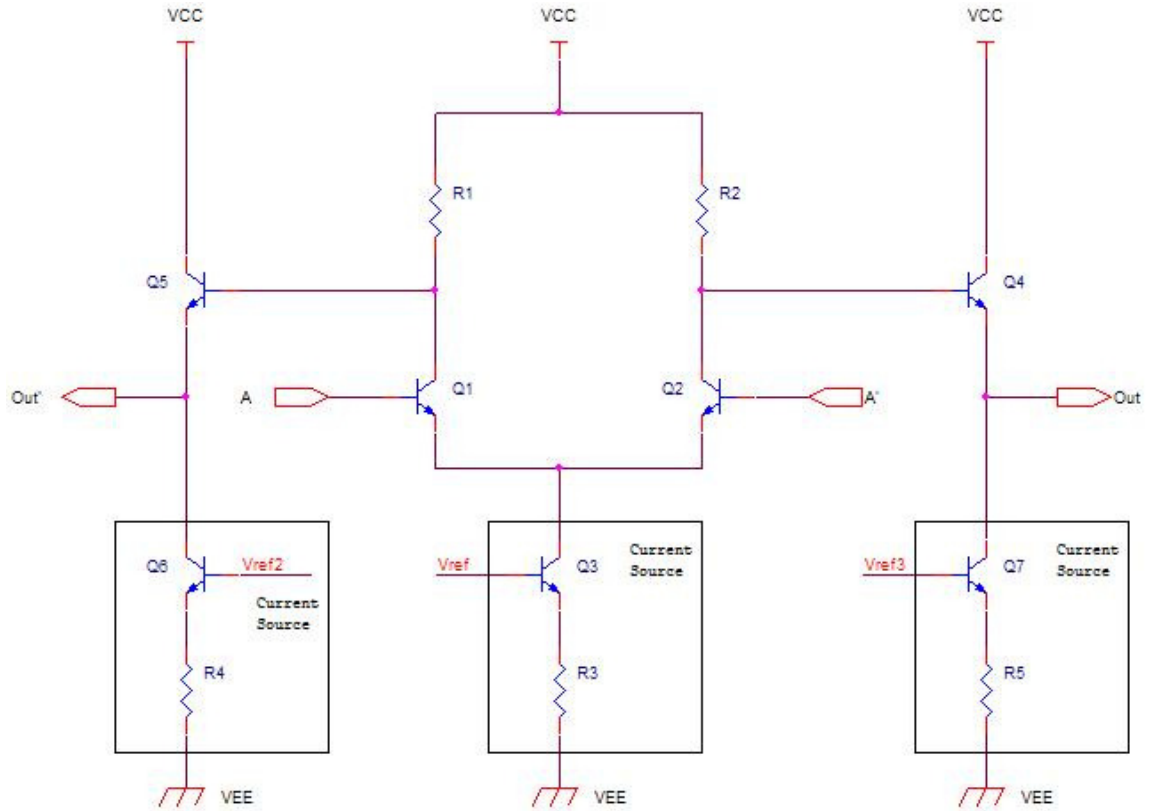 VCC
VCC
VCC
R1
R2
Q5
Q4
Out'
A
Q1
Q2
A'
Out
Q6
Vref2
Current
Source
R4
Vref
Q3
Current
Source
R3
Vref3
Q7
Current
Source
R5
VEE
VEE
VEE